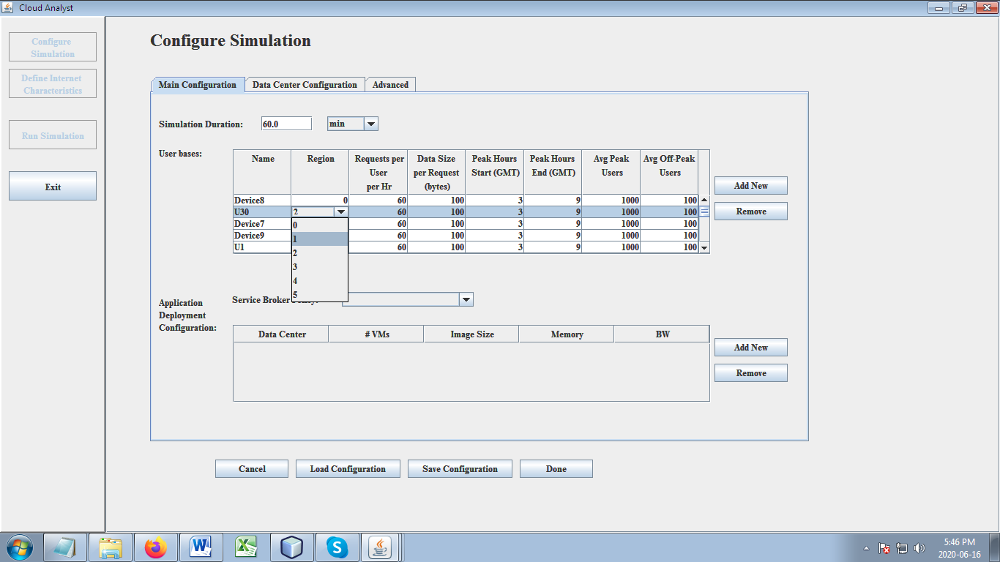 Cloud Analyst
Configure
Simulation
Define Internet
Characteristics
Run Simulation
Exit
Configure Simulation
Main Configuration Data Center Configuration Advanced
Simulation Duration: 60.0 min
User bases:
Name Region Requests per User per Hr Data Size per Request (bytes) Peak Hours Start (GMT) Peak Hours End (GMT) Avg Peak Users Avg Off-Peak Users
Device8 0 60 100 3 9 1000 100
U30 2 60 100 3 9 1000 100
Device7 60 100 3 9 1000 100
Device9 60 100 3 9 1000 100
U1 60 100 3 9 1000 100
0
1
2
3
4
5
Add New
Remove
Application
Deployment
Configuration:
Service Broker
Data Center # VMs Image Size Memory BW
Add New
Remove
Cancel Load Configuration Save Configuration Done
5:46 PM
2020-06-16